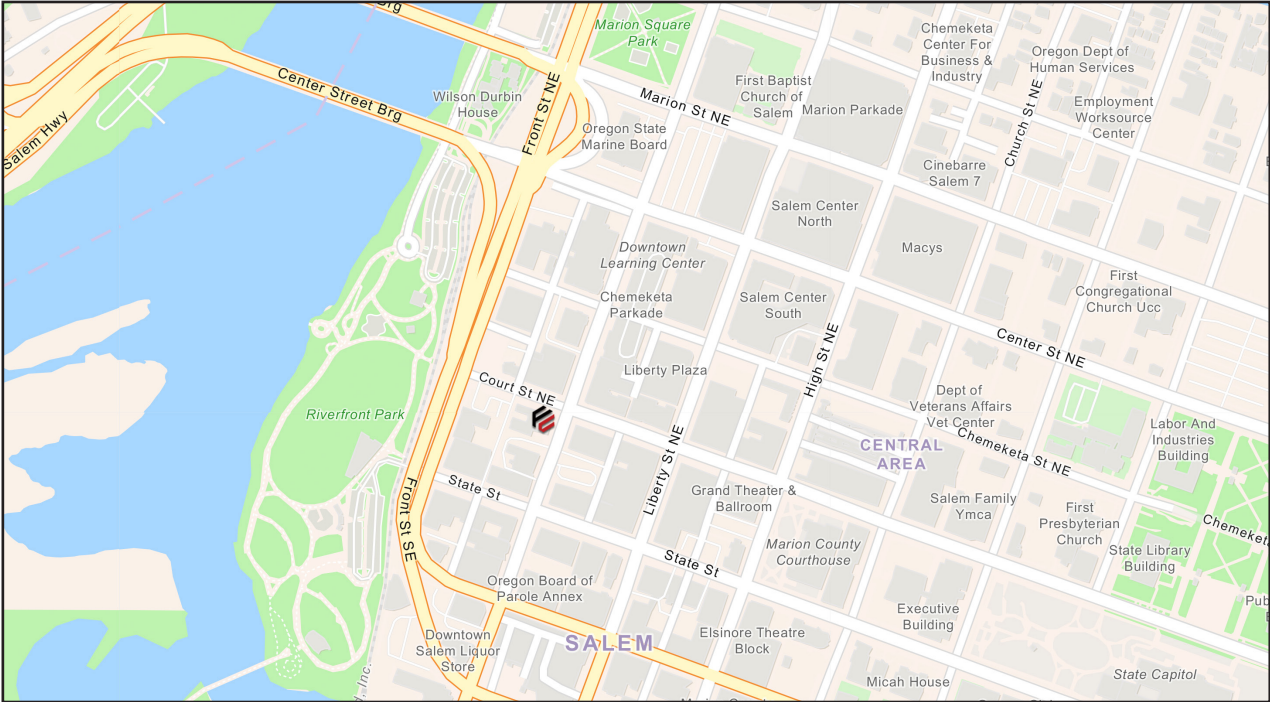 Brg
Marion Square
Park
Chemeketa
Center For
Business &
Industry
Oregon Dept of
Human Services
Center Street Brg
Wilson Durbin
House
Front St NE
First Baptist
Church of
Salem
Marion St NE
Marion Parkade
Church St NE
Employment
Worksource
Center
Salem Hwy
Oregon State
Marine Board
Cinebarre
Salem 7
Salem Center
North
Downtown
Learning Center
Macys
Chemeketa
Parkade
Salem Center
South
First
Congregational
Church Ucc
Center St NE
High St NE
Liberty Plaza
Court St NE
Riverfront Park
Dept of
Veterans Affairs
Vet Center
Labor And
Industries
Building
CENTRAL
AREA
Chemeketa St NE
Liberty St NE
State St
Grand Theater &
Ballroom
Salem Family
Ymca
First
Presbyterian
Church
Chemeketa
Front St SE
State St
Marion County
Courthouse
State Library
Building
Oregon Board of
Parole Annex
Executive
Building
Pub
Downtown
Salem Liquor
Store
SALEM
Elsinore Theatre
Block
State Capitol
Micah House
, Inc.